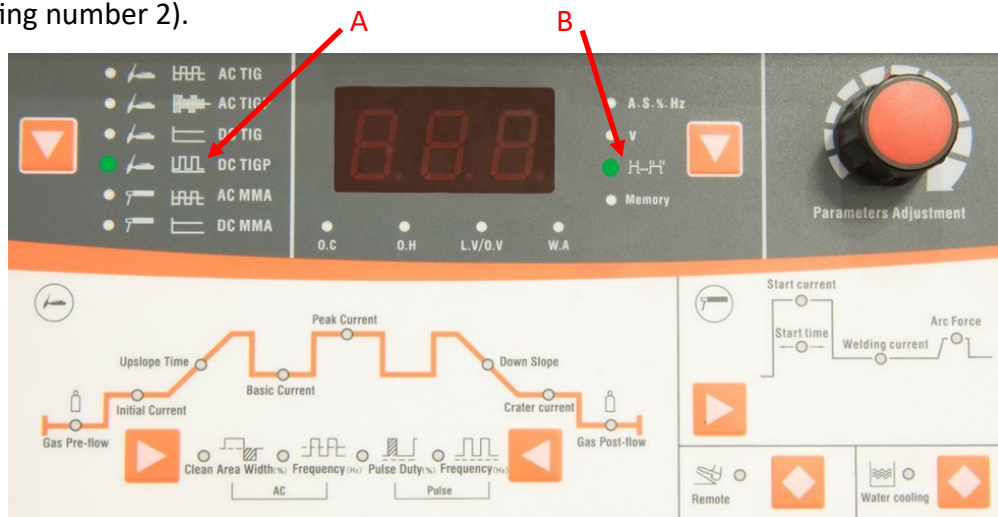 ing number 2).
A
B
AC TIG
AC TIGP
DC TIG
DC TIGP
AC MMA
DC MMA
8.8.8.
A.S.%.Hz
V
Memory
O.C
O.H
L.V/O.V
W.A
Parameters Adjustment
Peak Current
Upslope Time
Basic Current
Down Slope
Initial Current
Crater current
Gas Pre-flow
Gas Post-flow
Clean Area Width(%)
Frequency(Hz)
Pulse Duty(%)
Frequency(Hz)
AC
Pulse
Start current
Start time
Welding current
Arc Force
Remote
Water cooling